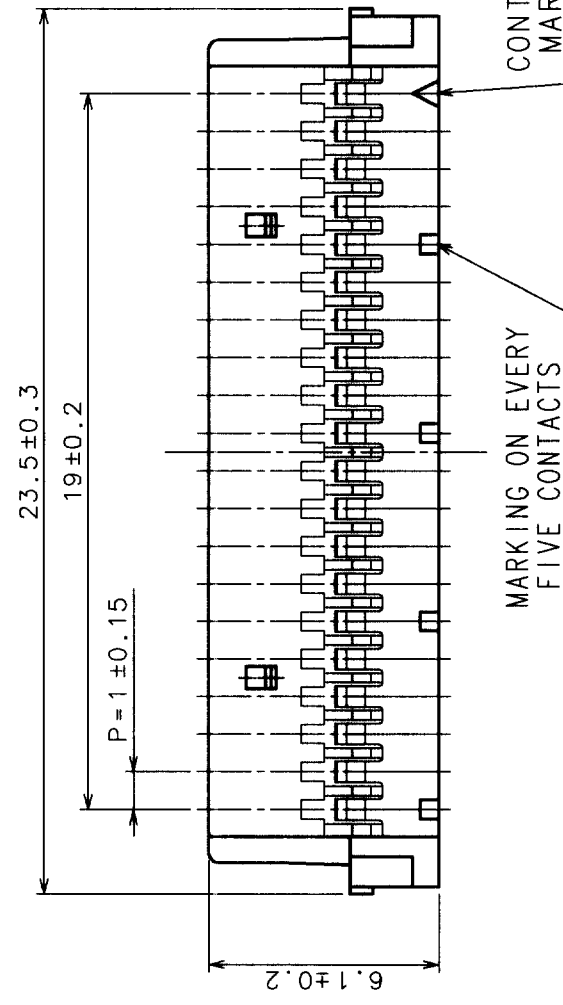 23.5±0.3
19±0.2
P=1±0.15
6.1±0.2
MARKING ON EVERY
FIVE CONTACTS
CONT
MAR